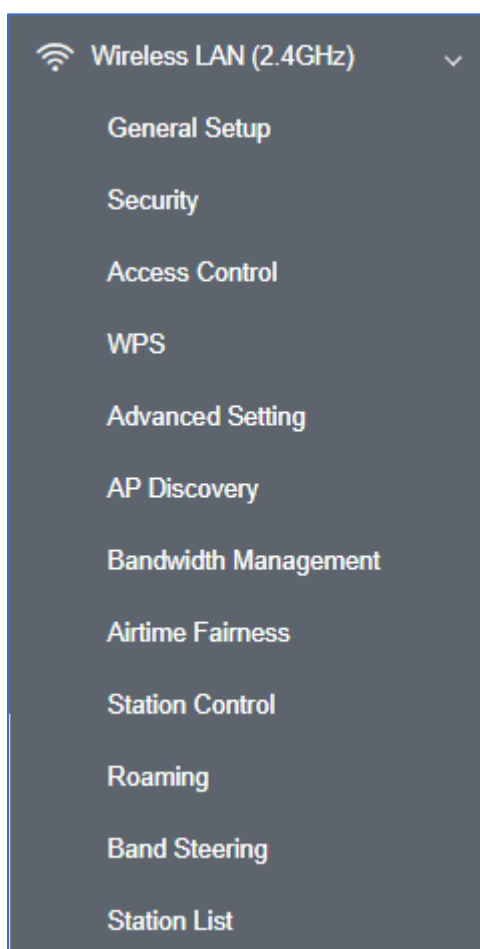 Wireless LAN (2.4GHz)
General Setup
Security
Access Control
WPS
Advanced Setting
AP Discovery
Bandwidth Management
Airtime Fairness
Station Control
Roaming
Band Steering
Station List